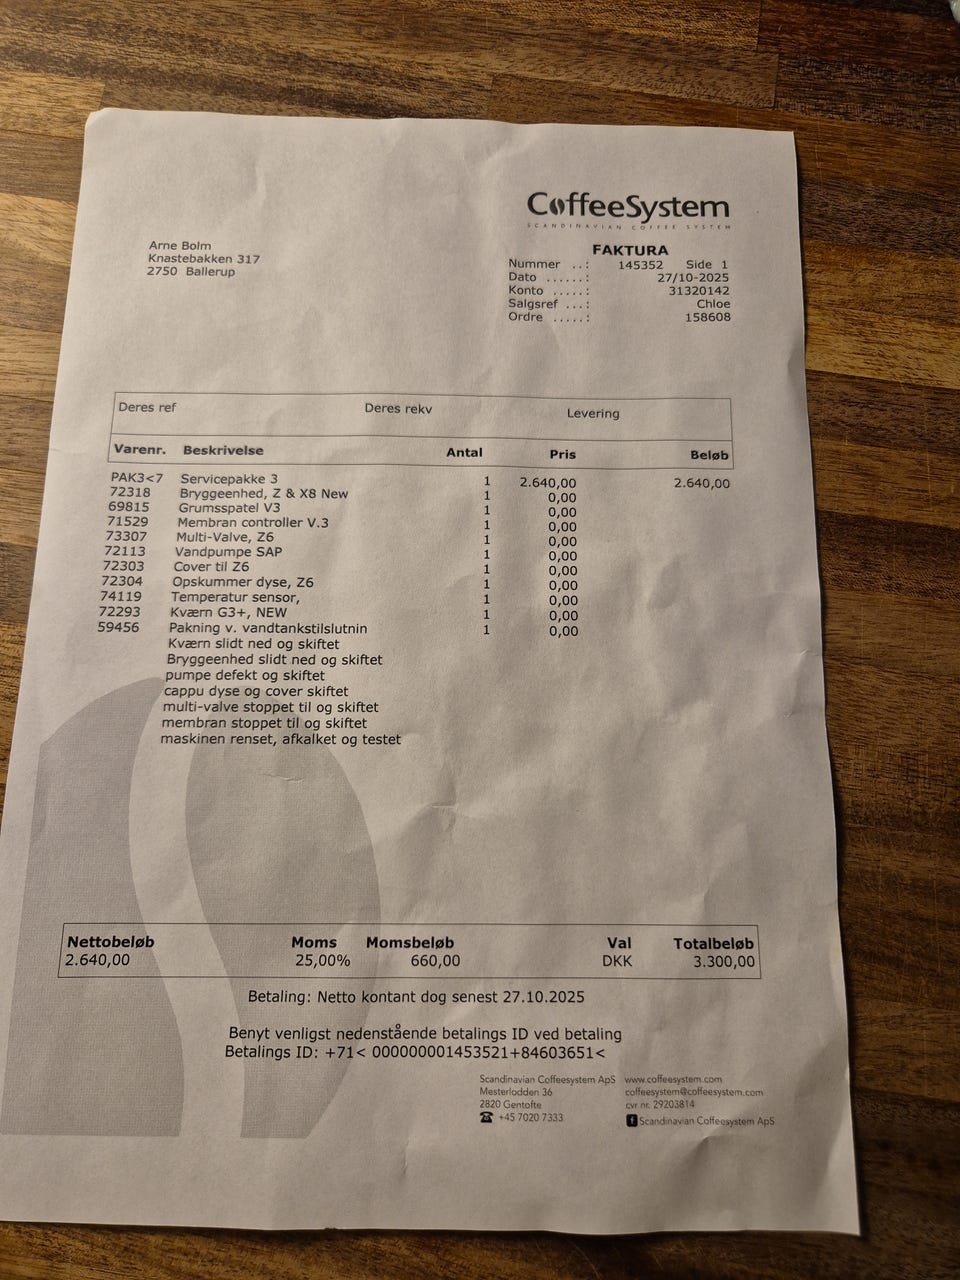 CoffeeSystem
SCANDINAVIAN COFFEE SYSTEM
Arne Bolm
Knastebakken 317
2750 Ballerup
FAKTURA
Nummer ..: 145352 Side 1
Dato ......: 27/10-2025
Konto .....: 31320142
Salgsref ...: Chloe
Ordre .....: 158608
Deres ref Deres rekv Levering
Varenr. Beskrivelse Antal Pris Beløb
PAK3<7 Servicepakke 3 1 2.640,00 2.640,00
72318 Bryggeenhed, Z & X8 New 1 0,00
69815 Grumsspatel V3 1 0,00
71529 Membran controller V.3 1 0,00
73307 Multi-Valve, Z6 1 0,00
72113 Vandpumpe SAP 1 0,00
72303 Cover til Z6 1 0,00
72304 Opskummer dyse, Z6 1 0,00
74119 Temperatur sensor, 1 0,00
72293 Kværn G3+, NEW 1 0,00
59456 Pakning v. vandtankstilslutnin 1 0,00
Kværn slidt ned og skiftet
Bryggeenhed slidt ned og skiftet
pumpe defekt og skiftet
cappu dyse og cover skiftet
multi-valve stoppet til og skiftet
membran stoppet til og skiftet
maskinen renset, afkalket og testet
Nettobeløb Moms Momsbeløb Val Totalbeløb
2.640,00 25,00% 660,00 DKK 3.300,00
Betaling: Netto kontant dog senest 27.10.2025
Benyt venligst nedenstående betalings ID ved betaling
Betalings ID: +71< 000000001453521+84603651<
Scandinavian Coffeesystem ApS www.coffeesystem.com
Mesterlodden 36 coffeesystem@coffeesystem.com
2820 Gentofte cvr nr. 29203814
☎ +45 7020 7333 f Scandinavian Coffeesystem ApS